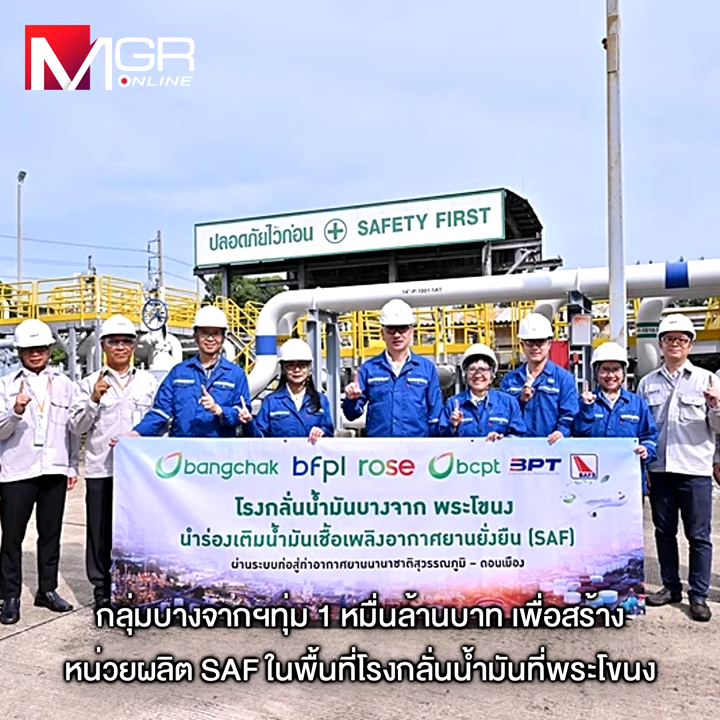 MGR
ONLINE
ปลอดภัยไว้ก่อน SAFETY FIRST
14"-P-1001-1A1
bangchak bfpl rose bcpt BPT BAFS
โรงกลั่นน้ำมันบางจาก พระโขนง
นำร่องเติมน้ำมันเชื้อเพลิงอากาศยานยั่งยืน (SAF)
ผ่านระบบท่อสู่ท่าอากาศยานนานาชาติสุวรรณภูมิ – ดอนเมือง
กลุ่มบางจากฯทุ่ม 1 หมื่นล้านบาท เพื่อสร้าง
หน่วยผลิต SAF ในพื้นที่โรงกลั่นน้ำมันที่พระโขนง